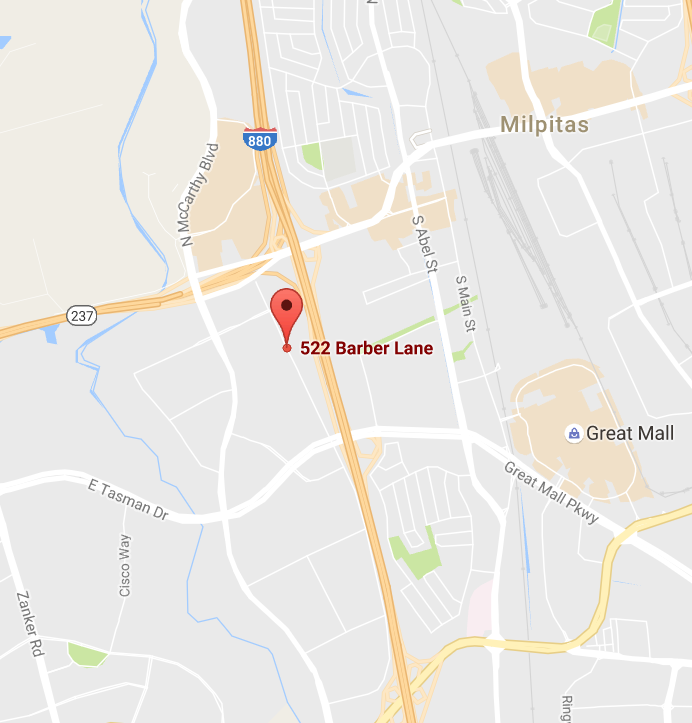 Milpitas
880
N McCarthy Blvd
S Abel St
S Main St
237
522 Barber Lane
Great Mall
Great Mall Pkwy
E Tasman Dr
Cisco Way
Zanker Rd